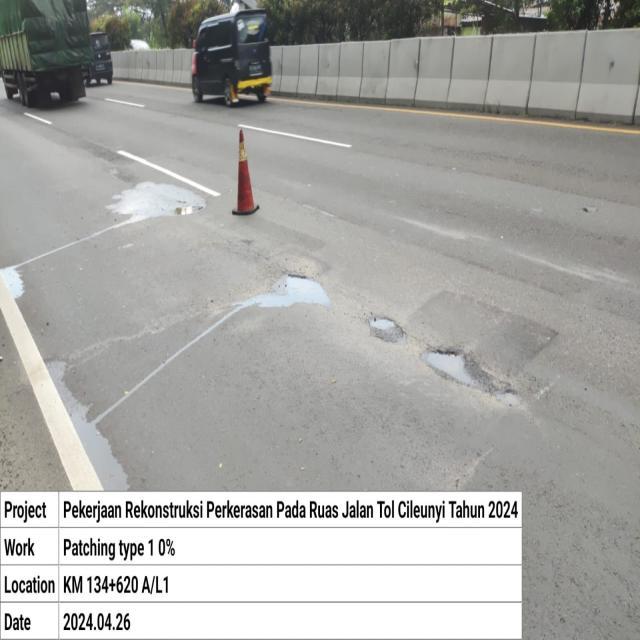 Project Pekerjaan Rekonstruksi Perkerasan Pada Ruas Jalan Tol Cileunyi Tahun 2024
Work Patching type 1 0%
Location KM 134+620 A/L1
Date 2024.04.26